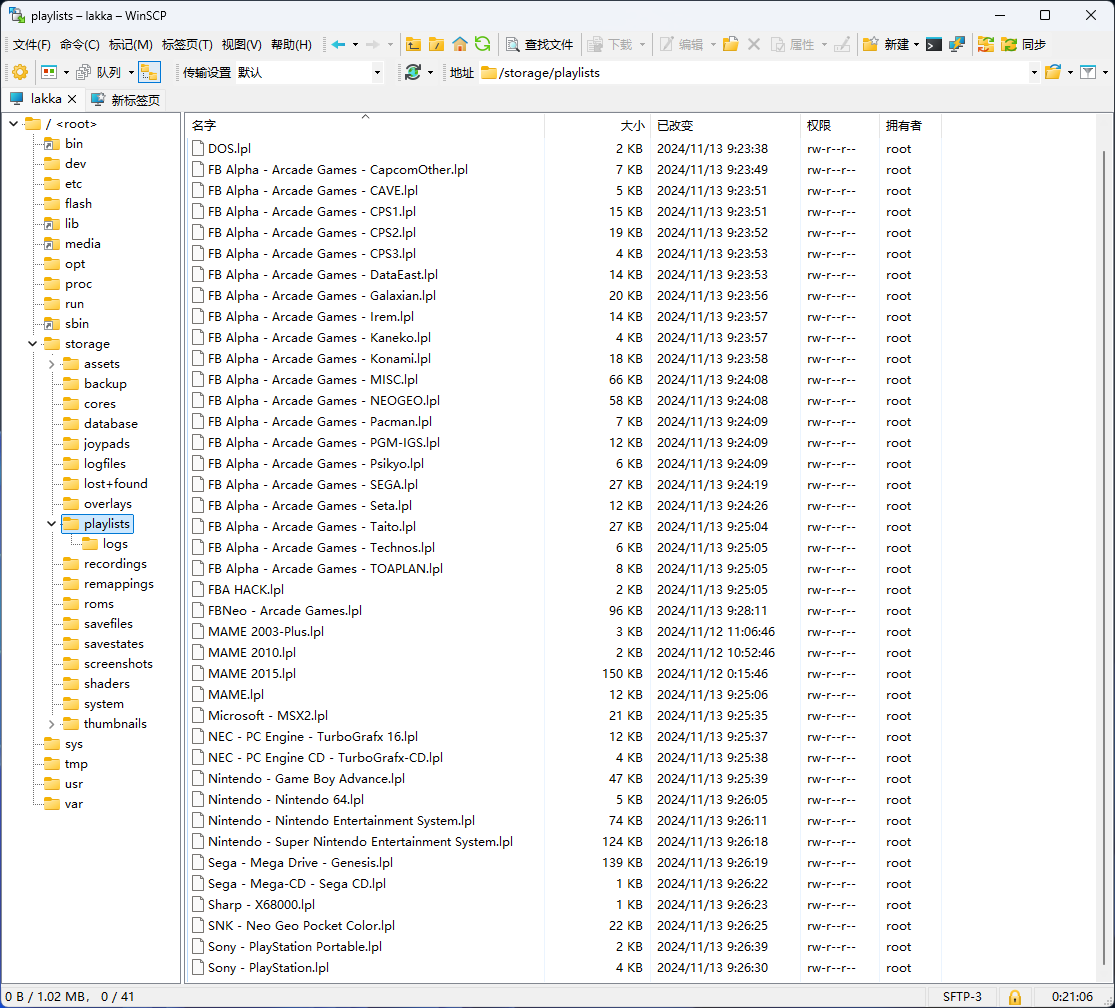 playlists – lakka – WinSCP
文件(F) 命令(C) 标记(M) 标签页(T) 视图(V) 帮助(H) 查找文件 下载 编辑 属性 新建 同步
队列 传输设置 默认 地址 /storage/playlists
lakka 新标签页
/ <root>
bin
dev
etc
flash
lib
media
opt
proc
run
sbin
storage
assets
backup
cores
database
joypads
logfiles
lost+found
overlays
playlists
logs
recordings
remappings
roms
savefiles
savestates
screenshots
shaders
system
thumbnails
sys
tmp
usr
var
名字 大小 已改变 权限 拥有者
DOS.lpl 2 KB 2024/11/13 9:23:38 rw-r--r-- root
FB Alpha - Arcade Games - CapcomOther.lpl 7 KB 2024/11/13 9:23:49 rw-r--r-- root
FB Alpha - Arcade Games - CAVE.lpl 5 KB 2024/11/13 9:23:51 rw-r--r-- root
FB Alpha - Arcade Games - CPS1.lpl 15 KB 2024/11/13 9:23:51 rw-r--r-- root
FB Alpha - Arcade Games - CPS2.lpl 19 KB 2024/11/13 9:23:52 rw-r--r-- root
FB Alpha - Arcade Games - CPS3.lpl 4 KB 2024/11/13 9:23:53 rw-r--r-- root
FB Alpha - Arcade Games - DataEast.lpl 14 KB 2024/11/13 9:23:53 rw-r--r-- root
FB Alpha - Arcade Games - Galaxian.lpl 20 KB 2024/11/13 9:23:56 rw-r--r-- root
FB Alpha - Arcade Games - Irem.lpl 14 KB 2024/11/13 9:23:57 rw-r--r-- root
FB Alpha - Arcade Games - Kaneko.lpl 4 KB 2024/11/13 9:23:57 rw-r--r-- root
FB Alpha - Arcade Games - Konami.lpl 18 KB 2024/11/13 9:23:58 rw-r--r-- root
FB Alpha - Arcade Games - MISC.lpl 66 KB 2024/11/13 9:24:08 rw-r--r-- root
FB Alpha - Arcade Games - NEOGEO.lpl 58 KB 2024/11/13 9:24:08 rw-r--r-- root
FB Alpha - Arcade Games - Pacman.lpl 7 KB 2024/11/13 9:24:09 rw-r--r-- root
FB Alpha - Arcade Games - PGM-IGS.lpl 12 KB 2024/11/13 9:24:09 rw-r--r-- root
FB Alpha - Arcade Games - Psikyo.lpl 6 KB 2024/11/13 9:24:09 rw-r--r-- root
FB Alpha - Arcade Games - SEGA.lpl 27 KB 2024/11/13 9:24:19 rw-r--r-- root
FB Alpha - Arcade Games - Seta.lpl 12 KB 2024/11/13 9:24:26 rw-r--r-- root
FB Alpha - Arcade Games - Taito.lpl 27 KB 2024/11/13 9:25:04 rw-r--r-- root
FB Alpha - Arcade Games - Technos.lpl 6 KB 2024/11/13 9:25:05 rw-r--r-- root
FB Alpha - Arcade Games - TOAPLAN.lpl 8 KB 2024/11/13 9:25:05 rw-r--r-- root
FBA HACK.lpl 2 KB 2024/11/13 9:25:05 rw-r--r-- root
FBNeo - Arcade Games.lpl 96 KB 2024/11/13 9:28:11 rw-r--r-- root
MAME 2003-Plus.lpl 3 KB 2024/11/12 11:06:46 rw-r--r-- root
MAME 2010.lpl 2 KB 2024/11/12 10:52:46 rw-r--r-- root
MAME 2015.lpl 150 KB 2024/11/12 0:15:46 rw-r--r-- root
MAME.lpl 12 KB 2024/11/13 9:25:06 rw-r--r-- root
Microsoft - MSX2.lpl 21 KB 2024/11/13 9:25:35 rw-r--r-- root
NEC - PC Engine - TurboGrafx 16.lpl 12 KB 2024/11/13 9:25:37 rw-r--r-- root
NEC - PC Engine CD - TurboGrafx-CD.lpl 4 KB 2024/11/13 9:25:38 rw-r--r-- root
Nintendo - Game Boy Advance.lpl 47 KB 2024/11/13 9:25:39 rw-r--r-- root
Nintendo - Nintendo 64.lpl 5 KB 2024/11/13 9:26:05 rw-r--r-- root
Nintendo - Nintendo Entertainment System.lpl 74 KB 2024/11/13 9:26:11 rw-r--r-- root
Nintendo - Super Nintendo Entertainment System.lpl 124 KB 2024/11/13 9:26:18 rw-r--r-- root
Sega - Mega Drive - Genesis.lpl 139 KB 2024/11/13 9:26:19 rw-r--r-- root
Sega - Mega-CD - Sega CD.lpl 1 KB 2024/11/13 9:26:22 rw-r--r-- root
Sharp - X68000.lpl 1 KB 2024/11/13 9:26:23 rw-r--r-- root
SNK - Neo Geo Pocket Color.lpl 22 KB 2024/11/13 9:26:25 rw-r--r-- root
Sony - PlayStation Portable.lpl 2 KB 2024/11/13 9:26:39 rw-r--r-- root
Sony - PlayStation.lpl 4 KB 2024/11/13 9:26:30 rw-r--r-- root
0 B / 1.02 MB， 0 / 41 SFTP-3 0:21:06